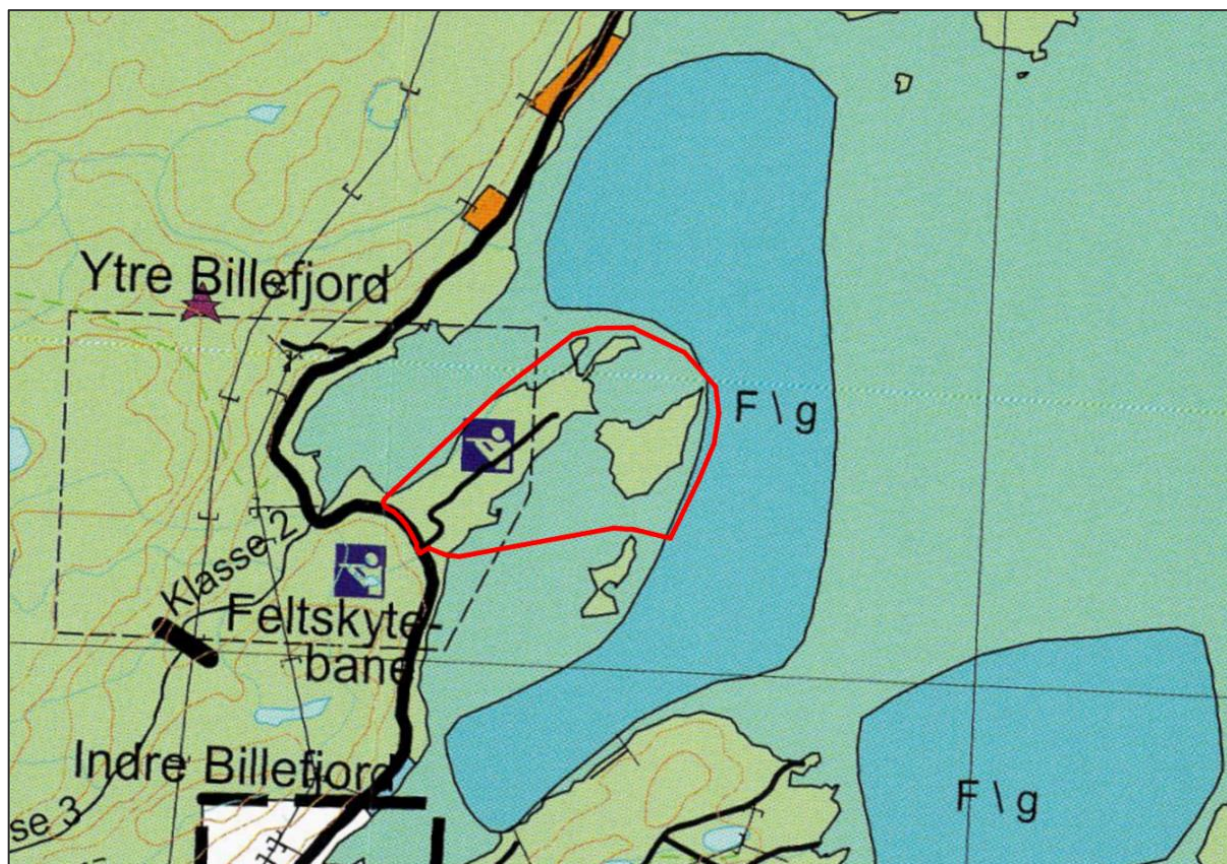 Ytre Billefjord
F \ g
Klasse 2
Feltskyte-
bane
Indre Billefjord
se 3
F \ g